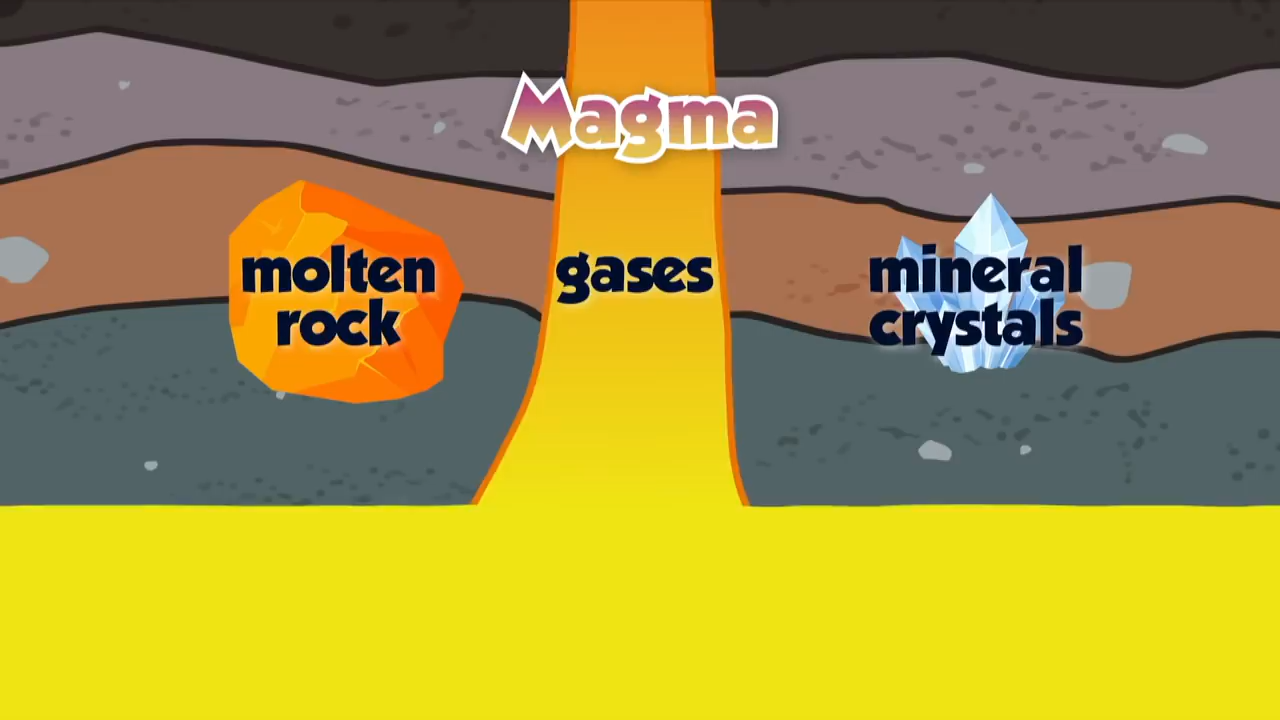 Magma
molten
rock
gases
mineral
crystals